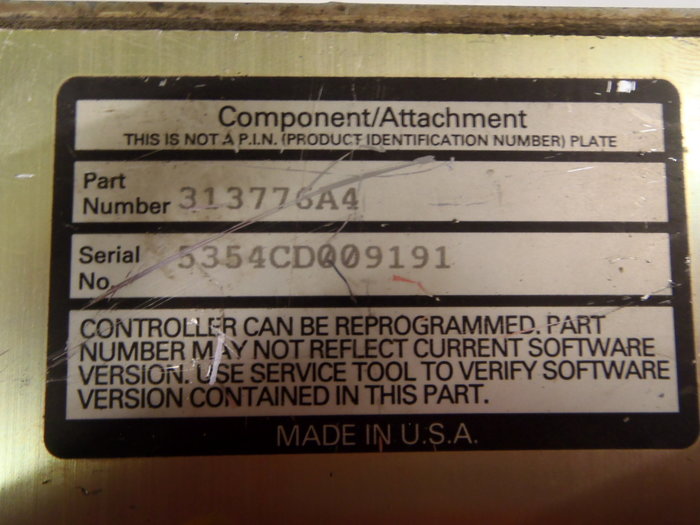 Component/Attachment
THIS IS NOT A P.I.N. (PRODUCT IDENTIFICATION NUMBER) PLATE
Part
Number 313776A4
Serial
No. 5354CD009191
CONTROLLER CAN BE REPROGRAMMED. PART
NUMBER MAY NOT REFLECT CURRENT SOFTWARE
VERSION. USE SERVICE TOOL TO VERIFY SOFTWARE
VERSION CONTAINED IN THIS PART.
MADE IN U.S.A.